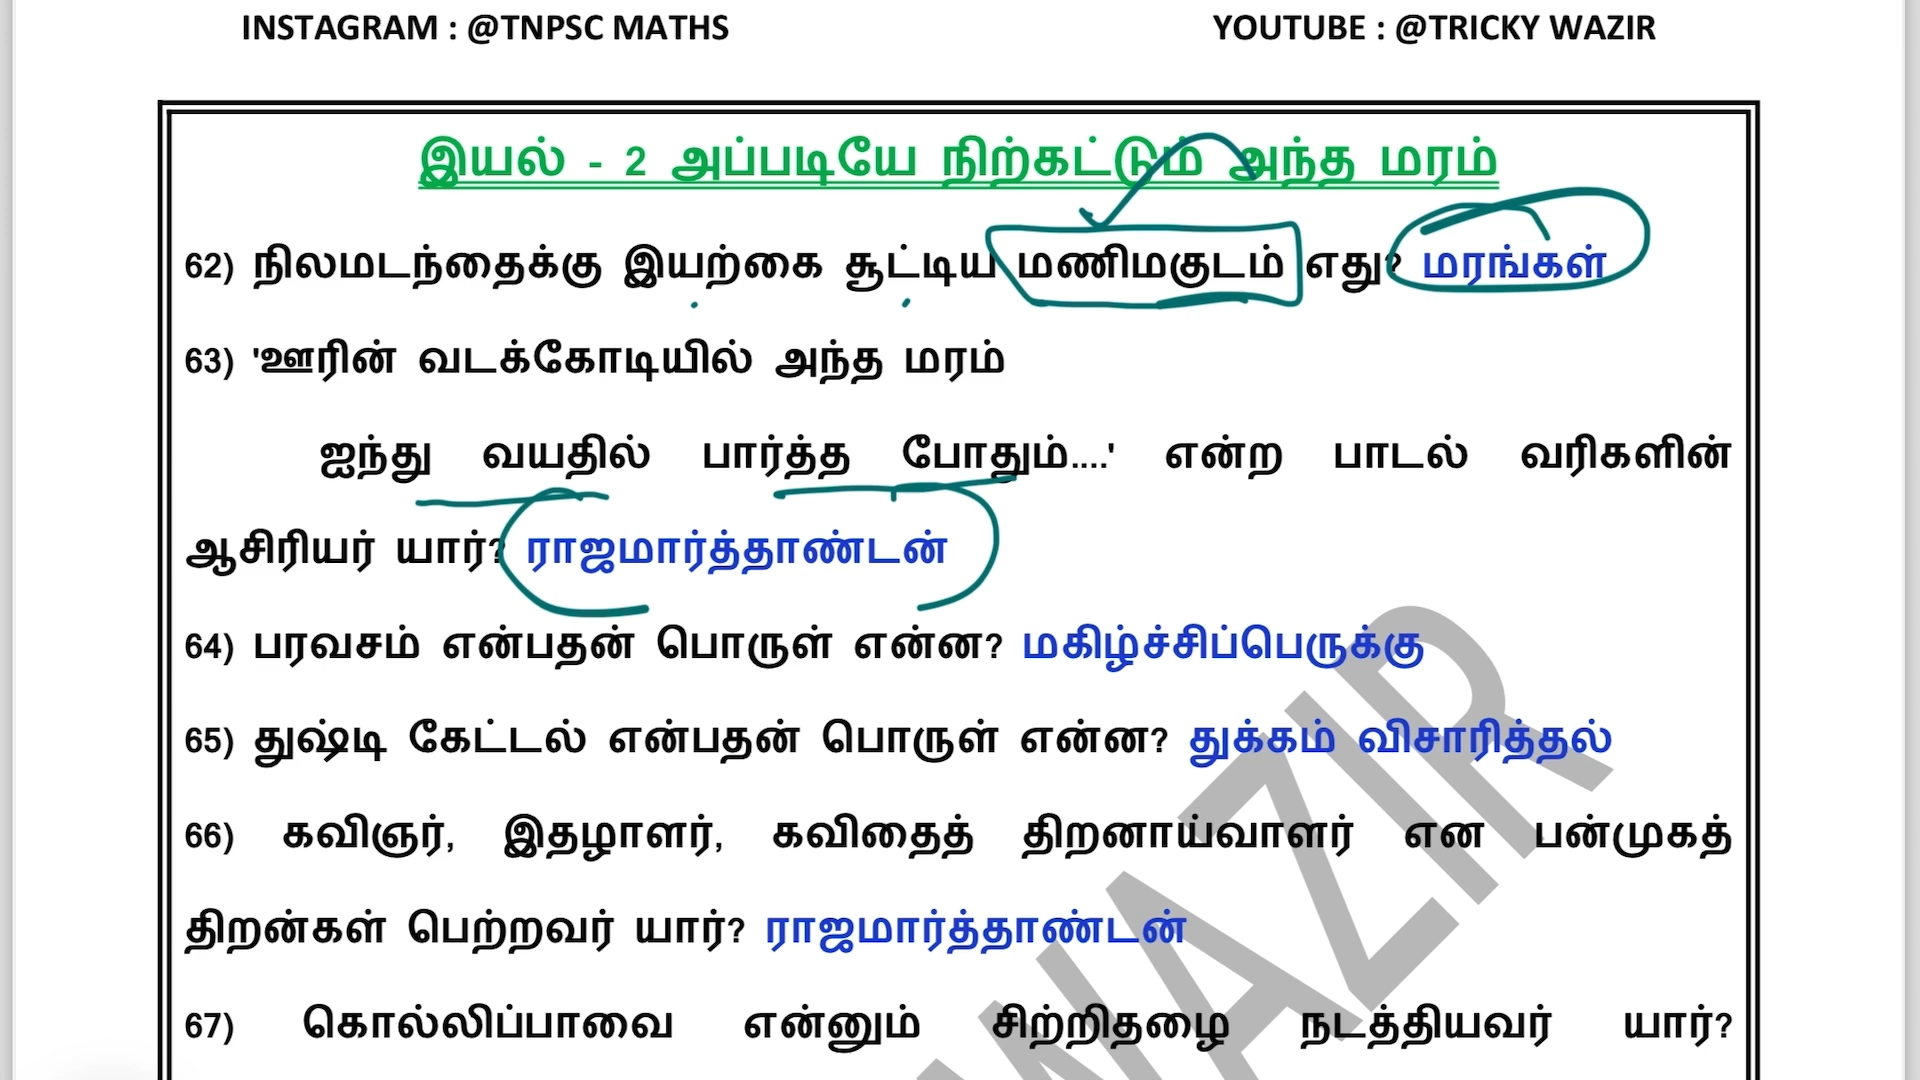 INSTAGRAM : @TNPSC MATHS YOUTUBE : @TRICKY WAZIR
இயல் - 2 அப்படியே நிற்கட்டும் அந்த மரம்
62) நிலமடந்தைக்கு இயற்கை சூட்டிய மணிமகுடம் எது? மரங்கள்
63) 'ஊரின் வடக்கோடியில் அந்த மரம்
ஐந்து வயதில் பார்த்த போதும்....' என்ற பாடல் வரிகளின்
ஆசிரியர் யார்? ராஜமார்த்தாண்டன்
64) பரவசம் என்பதன் பொருள் என்ன? மகிழ்ச்சிப்பெருக்கு
65) துஷ்டி கேட்டல் என்பதன் பொருள் என்ன? துக்கம் விசாரித்தல்
66) கவிஞர், இதழாளர், கவிதைத் திறனாய்வாளர் என பன்முகத்
திறன்கள் பெற்றவர் யார்? ராஜமார்த்தாண்டன்
67) கொல்லிப்பாவை என்னும் சிற்றிதழை நடத்தியவர் யார்?
WAZIR